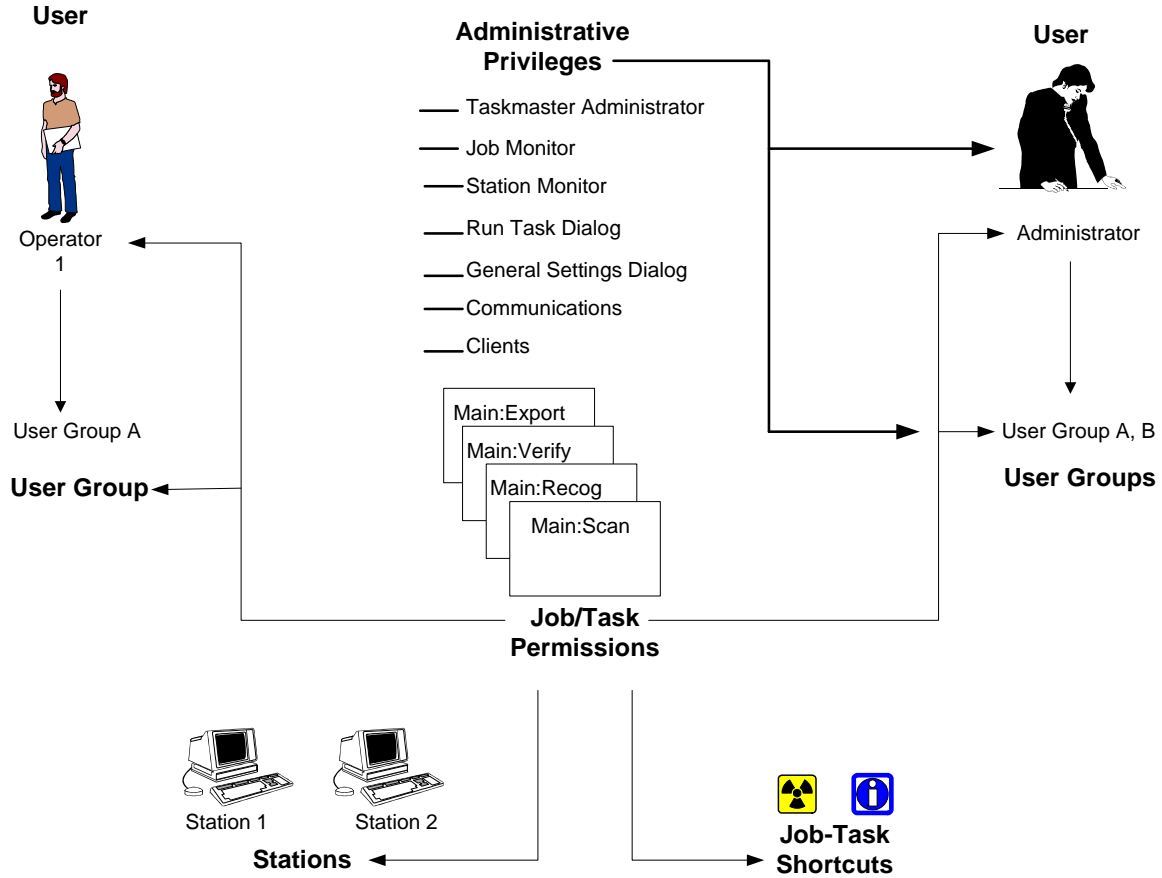 User
Administrative
Privileges
User
Taskmaster Administrator
Job Monitor
Station Monitor
Run Task Dialog
General Settings Dialog
Communications
Clients
Operator
1
Administrator
Main:Export
Main:Verify
Main:Recog
Main:Scan
User Group A
User Group
User Group A, B
User Groups
Job/Task
Permissions
Station 1
Station 2
Stations
Job-Task
Shortcuts